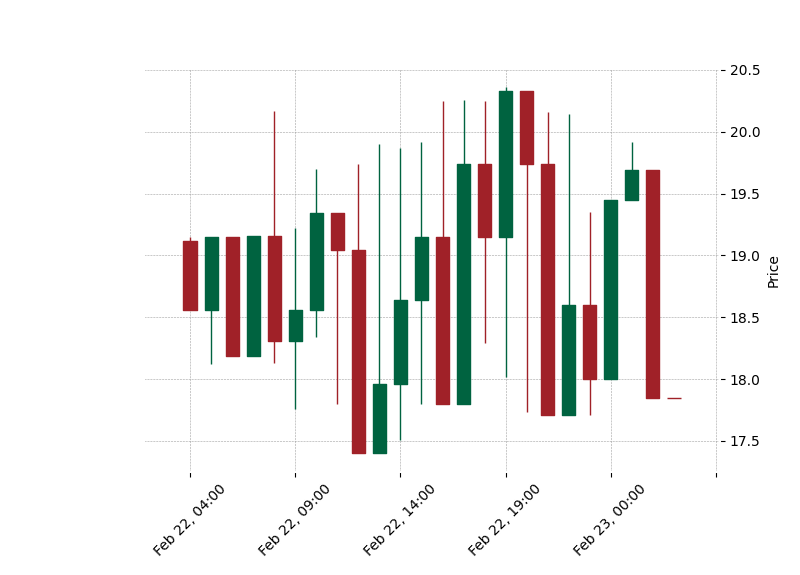 20.5
20.0
19.5
19.0
18.5
18.0
17.5
Price
Feb 22, 04:00
Feb 22, 09:00
Feb 22, 14:00
Feb 22, 19:00
Feb 23, 00:00